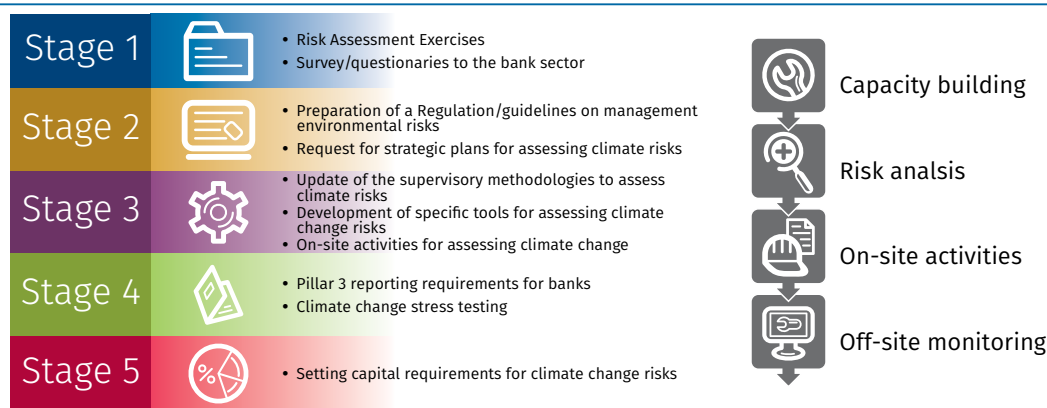 Stage 1
• Risk Assessment Exercises
• Survey/questionaries to the bank sector
Stage 2
• Preparation of a Regulation/guidelines on management
environmental risks
• Request for strategic plans for assessing climate risks
Stage 3
• Update of the supervisory methodologies to assess
climate risks
• Development of specific tools for assessing climate
change risks
• On-site activities for assessing climate change
Stage 4
• Pillar 3 reporting requirements for banks
• Climate change stress testing
Stage 5
%
• Setting capital requirements for climate change risks
Capacity building
Risk analsis
On-site activities
Off-site monitoring